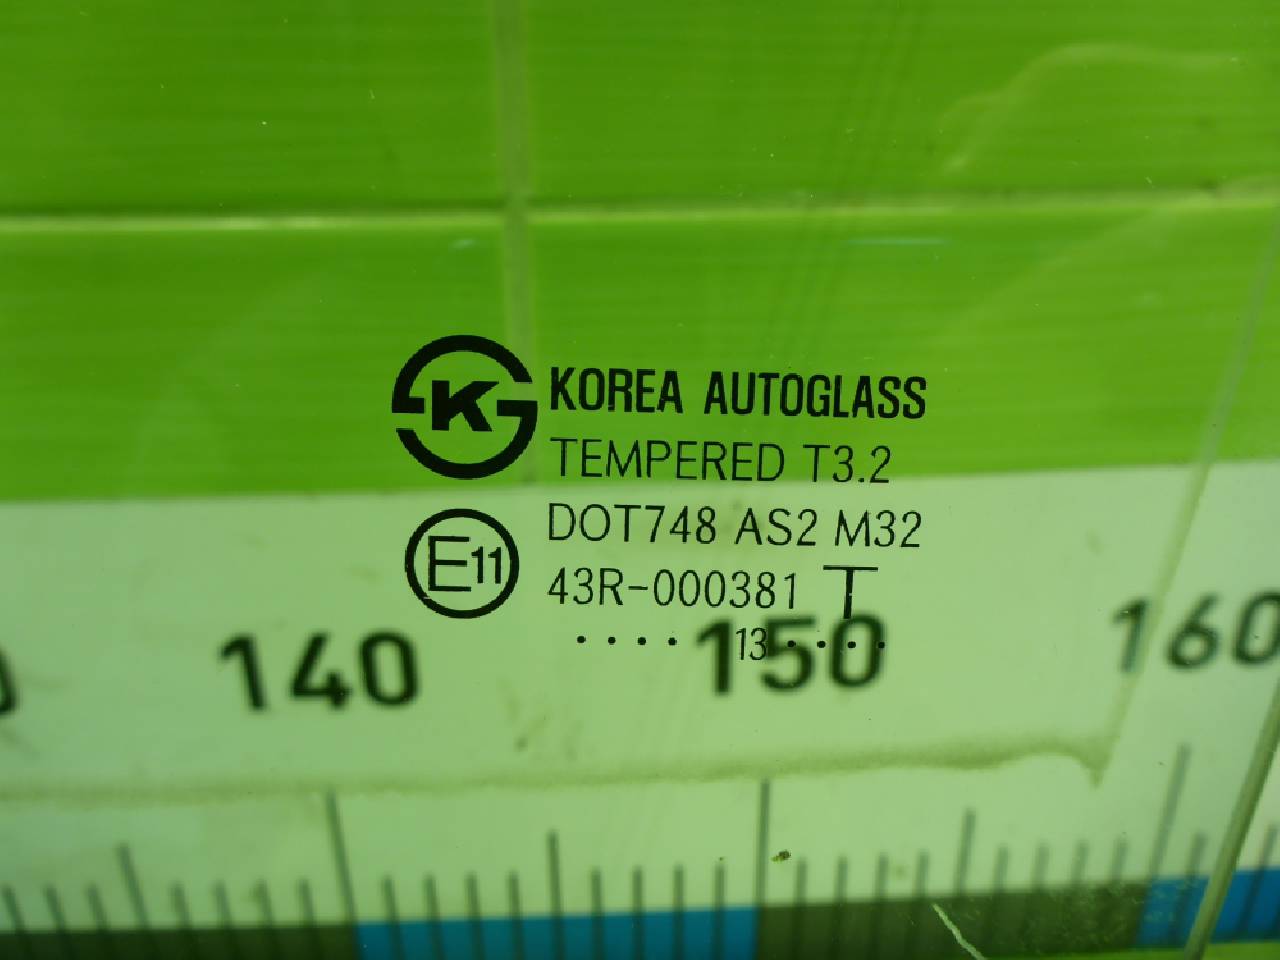 K KOREA AUTOGLASS
TEMPERED T3.2
DOT748 AS2 M32
E11 43R-000381 T
....13....
140 150 160